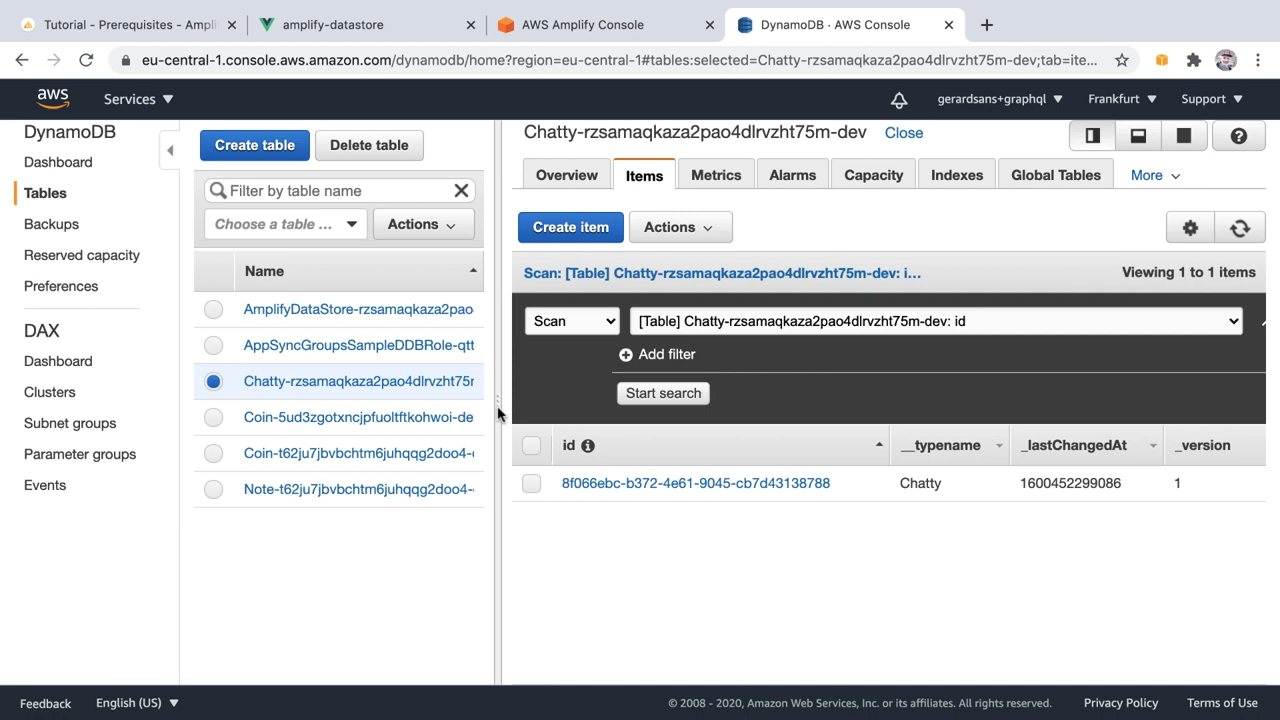 Tutorial - Prerequisites - Ampli
amplify-datastore
AWS Amplify Console
DynamoDB · AWS Console
eu-central-1.console.aws.amazon.com/dynamodb/home?region=eu-central-1#tables:selected=Chatty-rzsamaqkaza2pao4dlrvzht75m-dev;tab=ite...
aws
Services
gerardsans+graphql
Frankfurt
Support
DynamoDB
Dashboard
Tables
Backups
Reserved capacity
Preferences
DAX
Dashboard
Clusters
Subnet groups
Parameter groups
Events
Create table
Delete table
Filter by table name
Choose a table ...
Actions
Name
AmplifyDataStore-rzsamaqkaza2pao
AppSyncGroupsSampleDDBRole-qtt
Chatty-rzsamaqkaza2pao4dlrvzht75r
Coin-5ud3zgotxncjpfuoltftkohwoi-de
Coin-t62ju7jbvbchtm6juhqqg2doo4-
Note-t62ju7jbvbchtm6juhqqg2doo4-
Chatty-rzsamaqkaza2pao4dlrvzht75m-dev
Close
Overview
Items
Metrics
Alarms
Capacity
Indexes
Global Tables
More
Create item
Actions
Scan: [Table] Chatty-rzsamaqkaza2pao4dlrvzht75m-dev: i...
Viewing 1 to 1 items
Scan
[Table] Chatty-rzsamaqkaza2pao4dlrvzht75m-dev: id
Add filter
Start search
id
__typename
_lastChangedAt
_version
8f066ebc-b372-4e61-9045-cb7d43138788
Chatty
1600452299086
1
Feedback
English (US)
© 2008 - 2020, Amazon Web Services, Inc. or its affiliates. All rights reserved.
Privacy Policy
Terms of Use